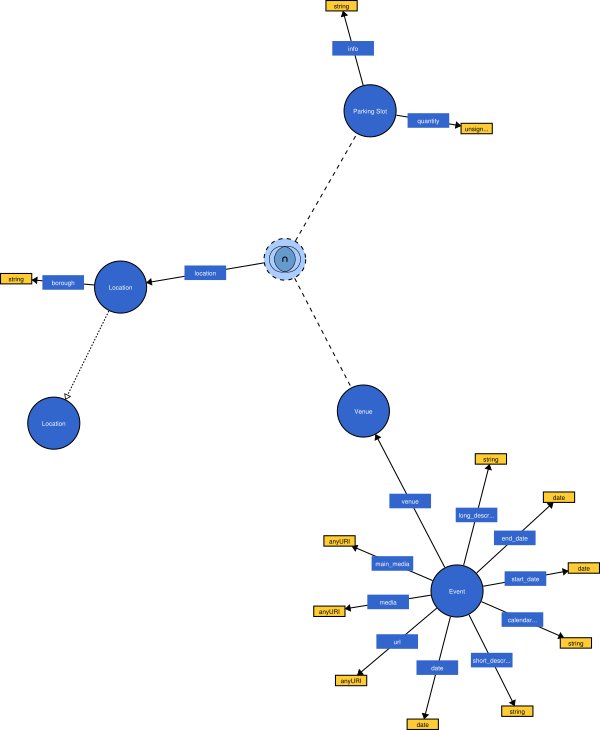 string
info
Parking Slot
quantity
unsign...
∩
location
string
borough
Location
Location
Venue
string
date
venue
long_descr...
end_date
anyURI
main_media
start_date
date
Event
media
anyURI
calendar...
url
string
short_descr...
date
anyURI
string
date